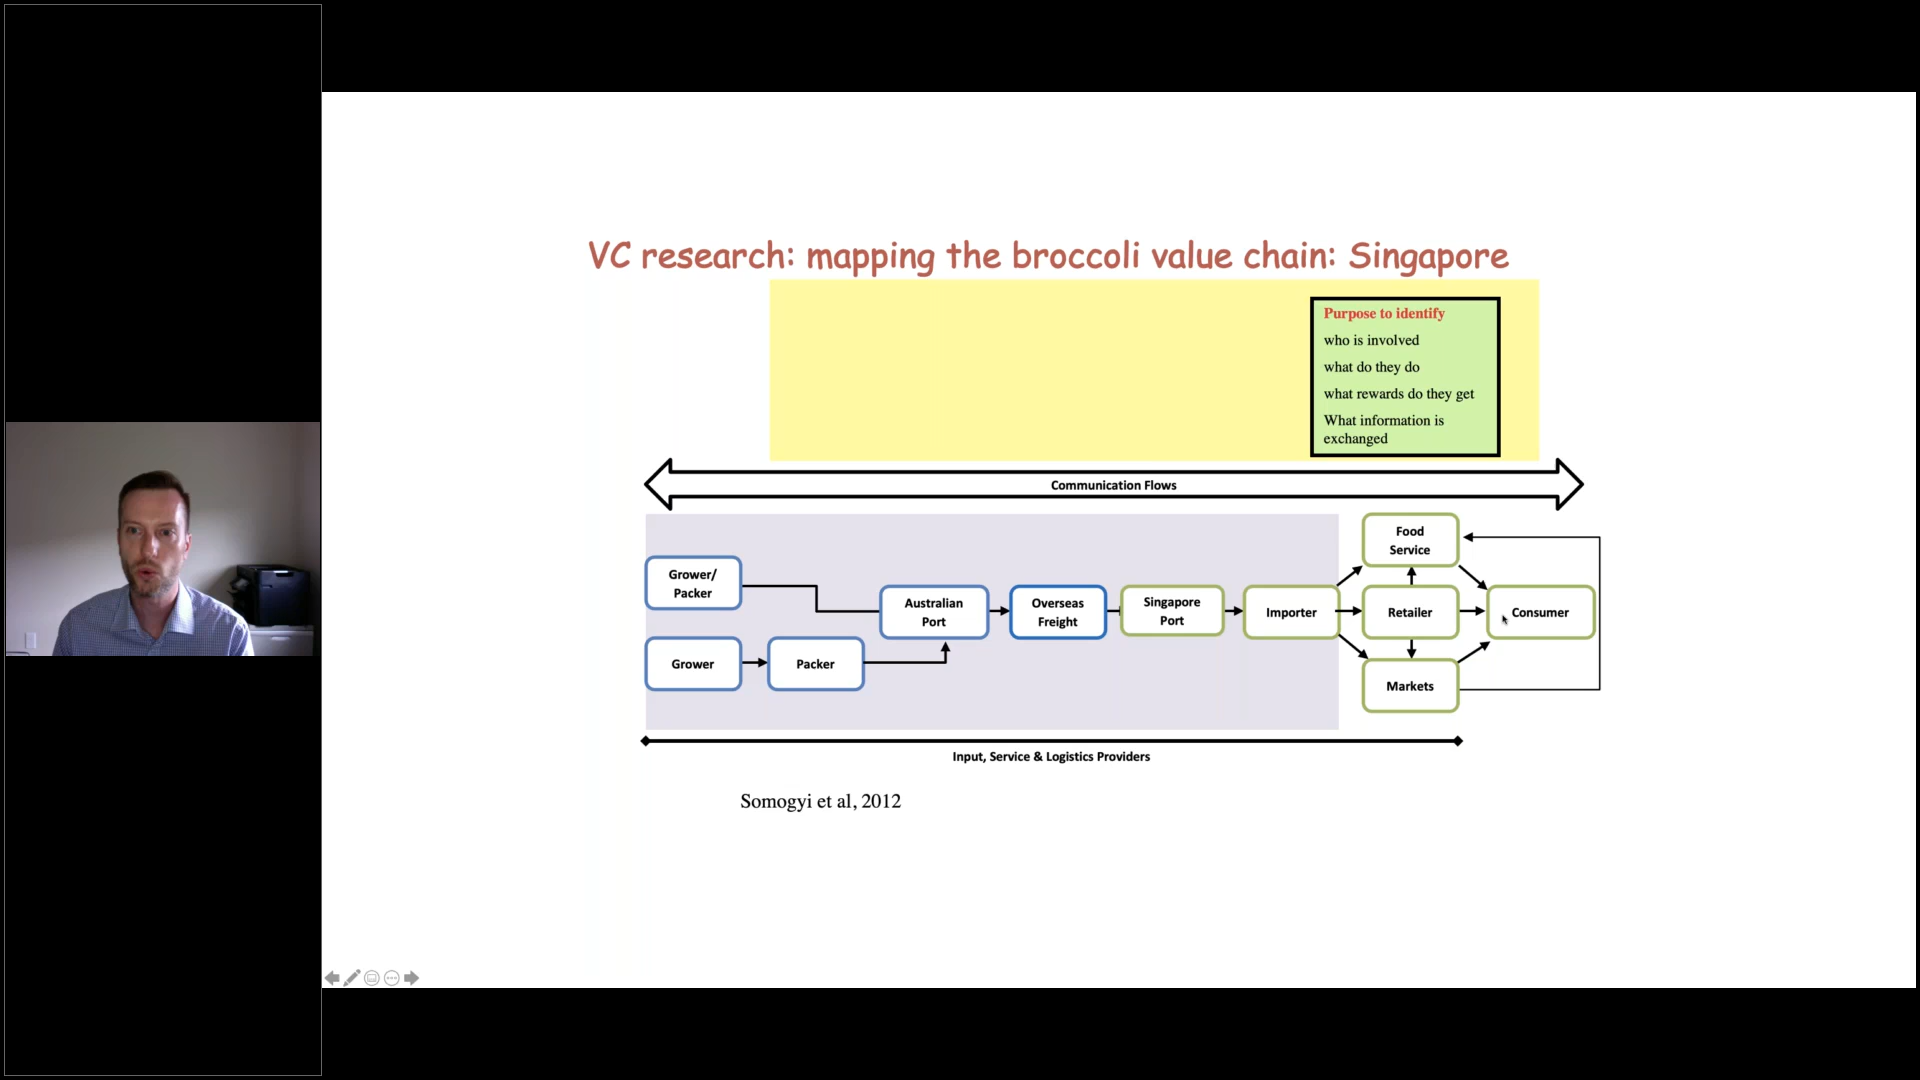 VC research: mapping the broccoli value chain: Singapore
Purpose to identify
who is involved
what do they do
what rewards do they get
What information is
exchanged
Communication Flows
Grower/
Packer
Grower
Packer
Australian
Port
Overseas
Freight
Singapore
Port
Importer
Food
Service
Retailer
Markets
Consumer
Input, Service & Logistics Providers
Somogyi et al, 2012